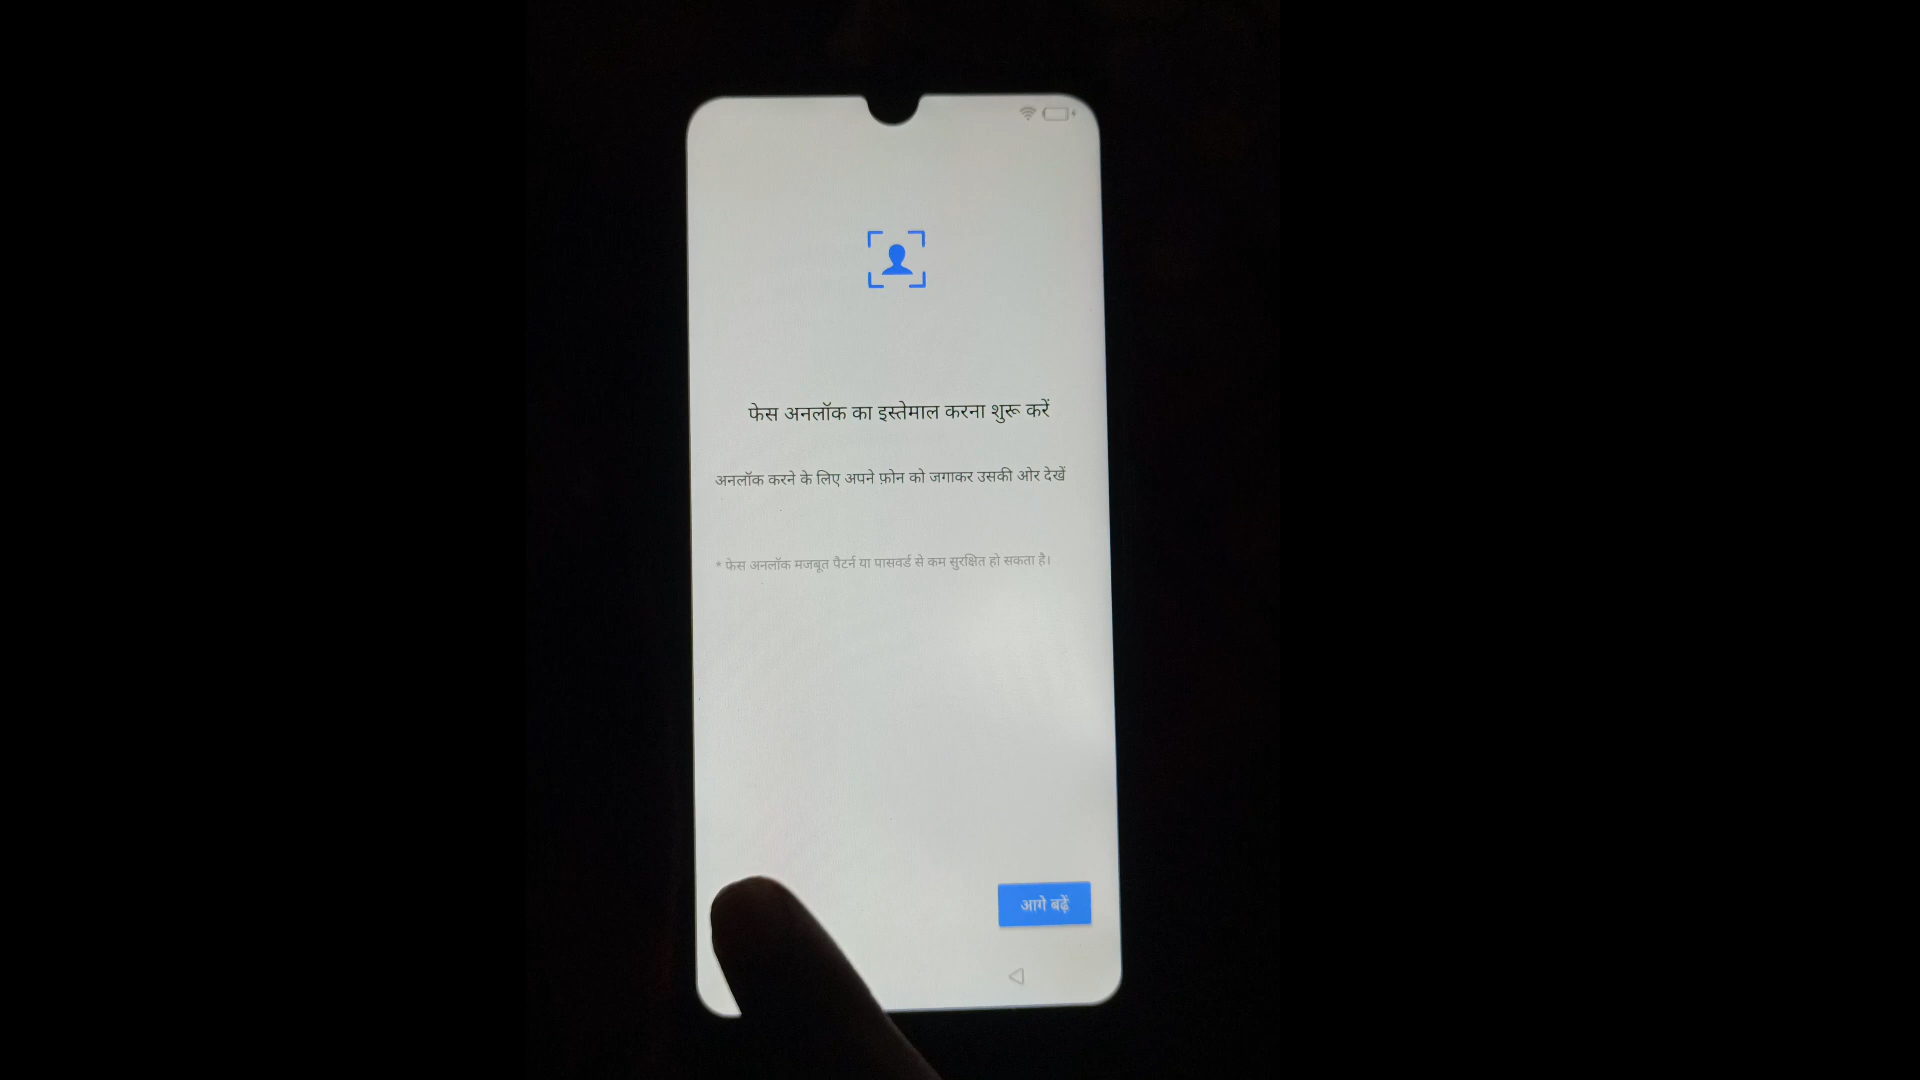 फेस अनलॉक का इस्तेमाल करना शुरू करें
अनलॉक करने के लिए अपने फ़ोन को जगाकर उसकी ओर देखें
* फेस अनलॉक मजबूत पैटर्न या पासवर्ड से कम सुरक्षित हो सकता है।
आगे बढ़ें